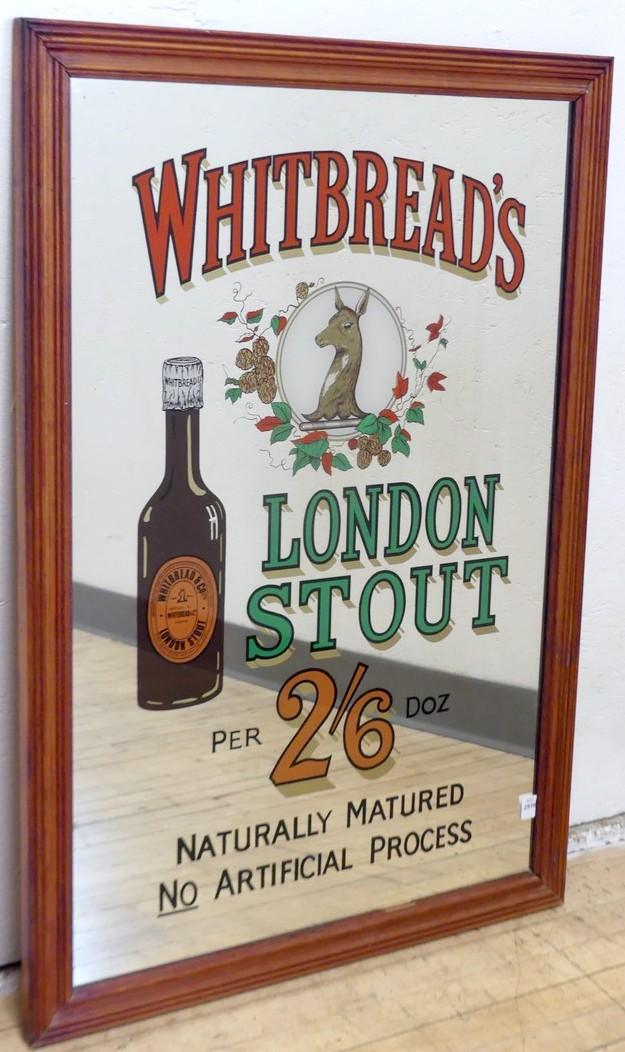 WHITBREAD'S
WHITBREAD
LONDON
STOUT
WHITBREAD & Co
LONDON STOUT
PER 2/6 DOZ
NATURALLY MATURED
NO ARTIFICIAL PROCESS